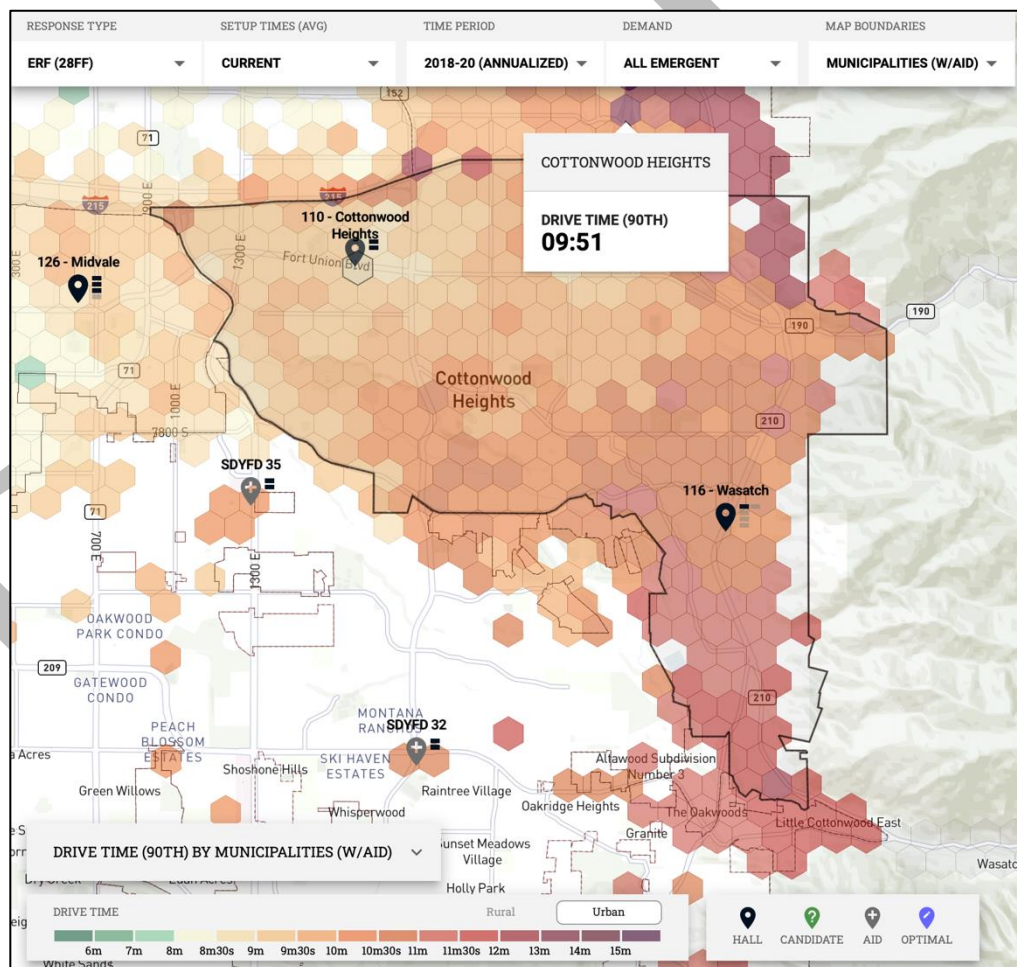 RESPONSE TYPE
SETUP TIMES (AVG)
TIME PERIOD
DEMAND
MAP BOUNDARIES
ERF (28FF)
CURRENT
2018-20 (ANNUALIZED)
ALL EMERGENT
MUNICIPALITIES (W/AID)
152
71
COTTONWOOD HEIGHTS
DRIVE TIME (90TH)
09:51
215
900 E
215
110 - Cottonwood
Heights
1300 E
Fort Union Blvd
300 E
126 - Midvale
190
190
71
Cottonwood
Heights
1000 E
7800 S
210
SDYFD 35
116 - Wasatch
71
700 E
1300 E
OAKWOOD
PARK CONDO
209
GATEWOOD
CONDO
210
MONTANA
RANCHOS
SDYFD 32
PEACH
BLOSSOM
ESTATES
a Acres
Shoshone Hills
SKI HAVEN
ESTATES
Altawood Subdivision
Number 3
Green Willows
Raintree Village
Oakridge Heights
The Oakwoods
Whisperwood
Little Cottonwood East
Granite
DRIVE TIME (90TH) BY MUNICIPALITIES (W/AID)
Sunset Meadows
Village
Wasatc
Holly Park
DRIVE TIME
Rural
Urban
6m
7m
8m
8m30s
9m
9m30s
10m
10m30s
11m
11m30s
12m
13m
14m
15m
HALL
CANDIDATE
AID
OPTIMAL
White Sands